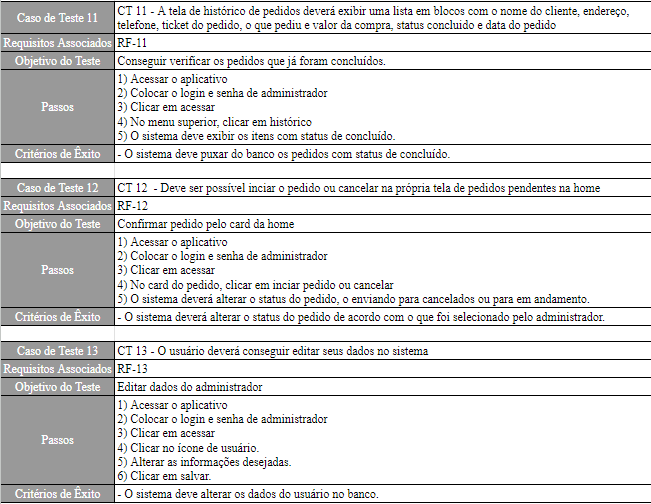 Caso de Teste 11
CT 11 - A tela de histórico de pedidos deverá exibir uma lista em blocos com o nome do cliente, endereço,
telefone, ticket do pedido, o que pediu e valor da compra, status concluido e data do pedido
Requisitos Associados
RF-11
Objetivo do Teste
Conseguir verificar os pedidos que já foram concluídos.
Passos
1) Acessar o aplicativo
2) Colocar o login e senha de administrador
3) Clicar em acessar
4) No menu superior, clicar em histórico
5) O sistema deve exibir os itens com status de concluído.
Critérios de Êxito
- O sistema deve puxar do banco os pedidos com status de concluído.
Caso de Teste 12
CT 12 - Deve ser possível inciar o pedido ou cancelar na própria tela de pedidos pendentes na home
Requisitos Associados
RF-12
Objetivo do Teste
Confirmar pedido pelo card da home
Passos
1) Acessar o aplicativo
2) Colocar o login e senha de administrador
3) Clicar em acessar
4) No card do pedido, clicar em inciar pedido ou cancelar
5) O sistema deverá alterar o status do pedido, o enviando para cancelados ou para em andamento.
Critérios de Êxito
- O sistema deverá alterar o status do pedido de acordo com o que foi selecionado pelo administrador.
Caso de Teste 13
CT 13 - O usuário deverá conseguir editar seus dados no sistema
Requisitos Associados
RF-13
Objetivo do Teste
Editar dados do administrador
Passos
1) Acessar o aplicativo
2) Colocar o login e senha de administrador
3) Clicar em acessar
4) Clicar no ícone de usuário.
5) Alterar as informações desejadas.
6) Clicar em salvar.
Critérios de Êxito
- O sistema deve alterar os dados do usuário no banco.